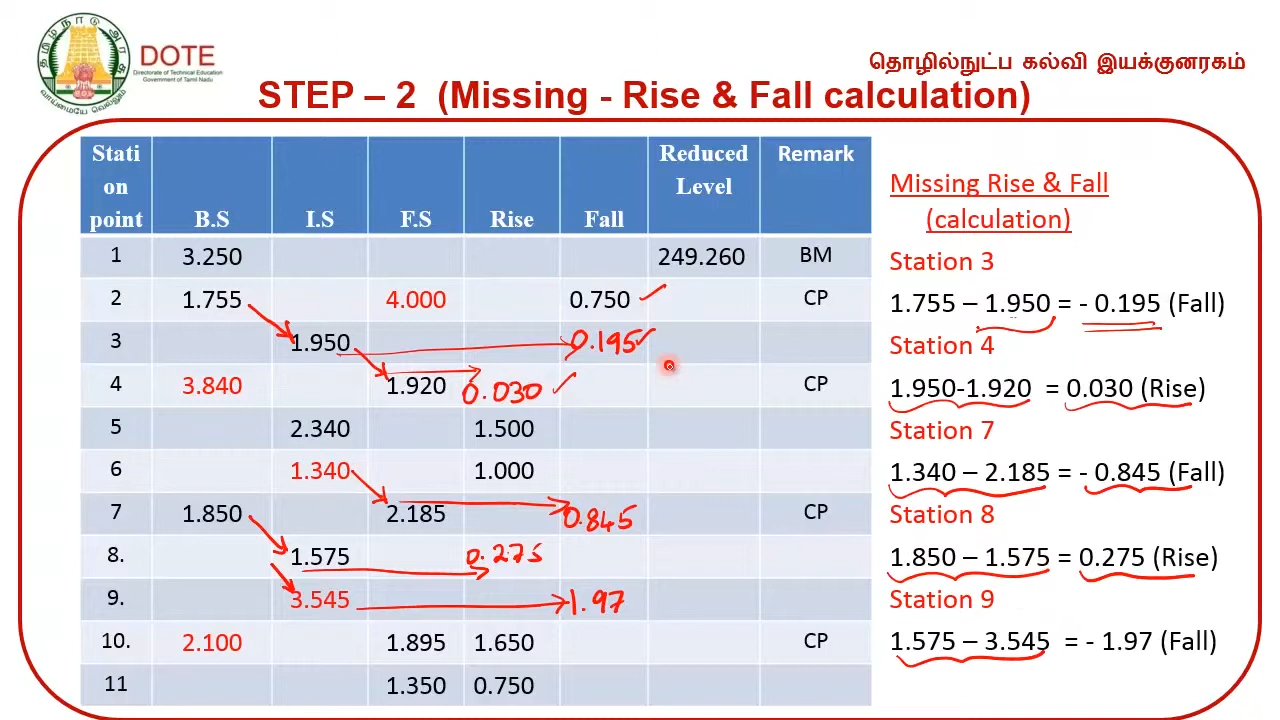 தமிழ்நாடு அரசு
வாய்மையே வெல்லும்
DOTE
Directorate of Technical Education
Government of Tamil Nadu
தொழில்நுட்ப கல்வி இயக்குனரகம்
STEP – 2 (Missing - Rise & Fall calculation)
Stati on point B.S I.S F.S Rise Fall Reduced Level Remark
1 3.250 249.260 BM
2 1.755 4.000 0.750 CP
3 1.950 0.195
4 3.840 1.920 0.030 CP
5 2.340 1.500
6 1.340 1.000
7 1.850 2.185 0.845 CP
8. 1.575 0.275
9. 3.545 1.97
10. 2.100 1.895 1.650 CP
11 1.350 0.750
Missing Rise & Fall
(calculation)
Station 3
1.755 – 1.950 = - 0.195 (Fall)
Station 4
1.950-1.920 = 0.030 (Rise)
Station 7
1.340 – 2.185 = - 0.845 (Fall)
Station 8
1.850 – 1.575 = 0.275 (Rise)
Station 9
1.575 – 3.545 = - 1.97 (Fall)